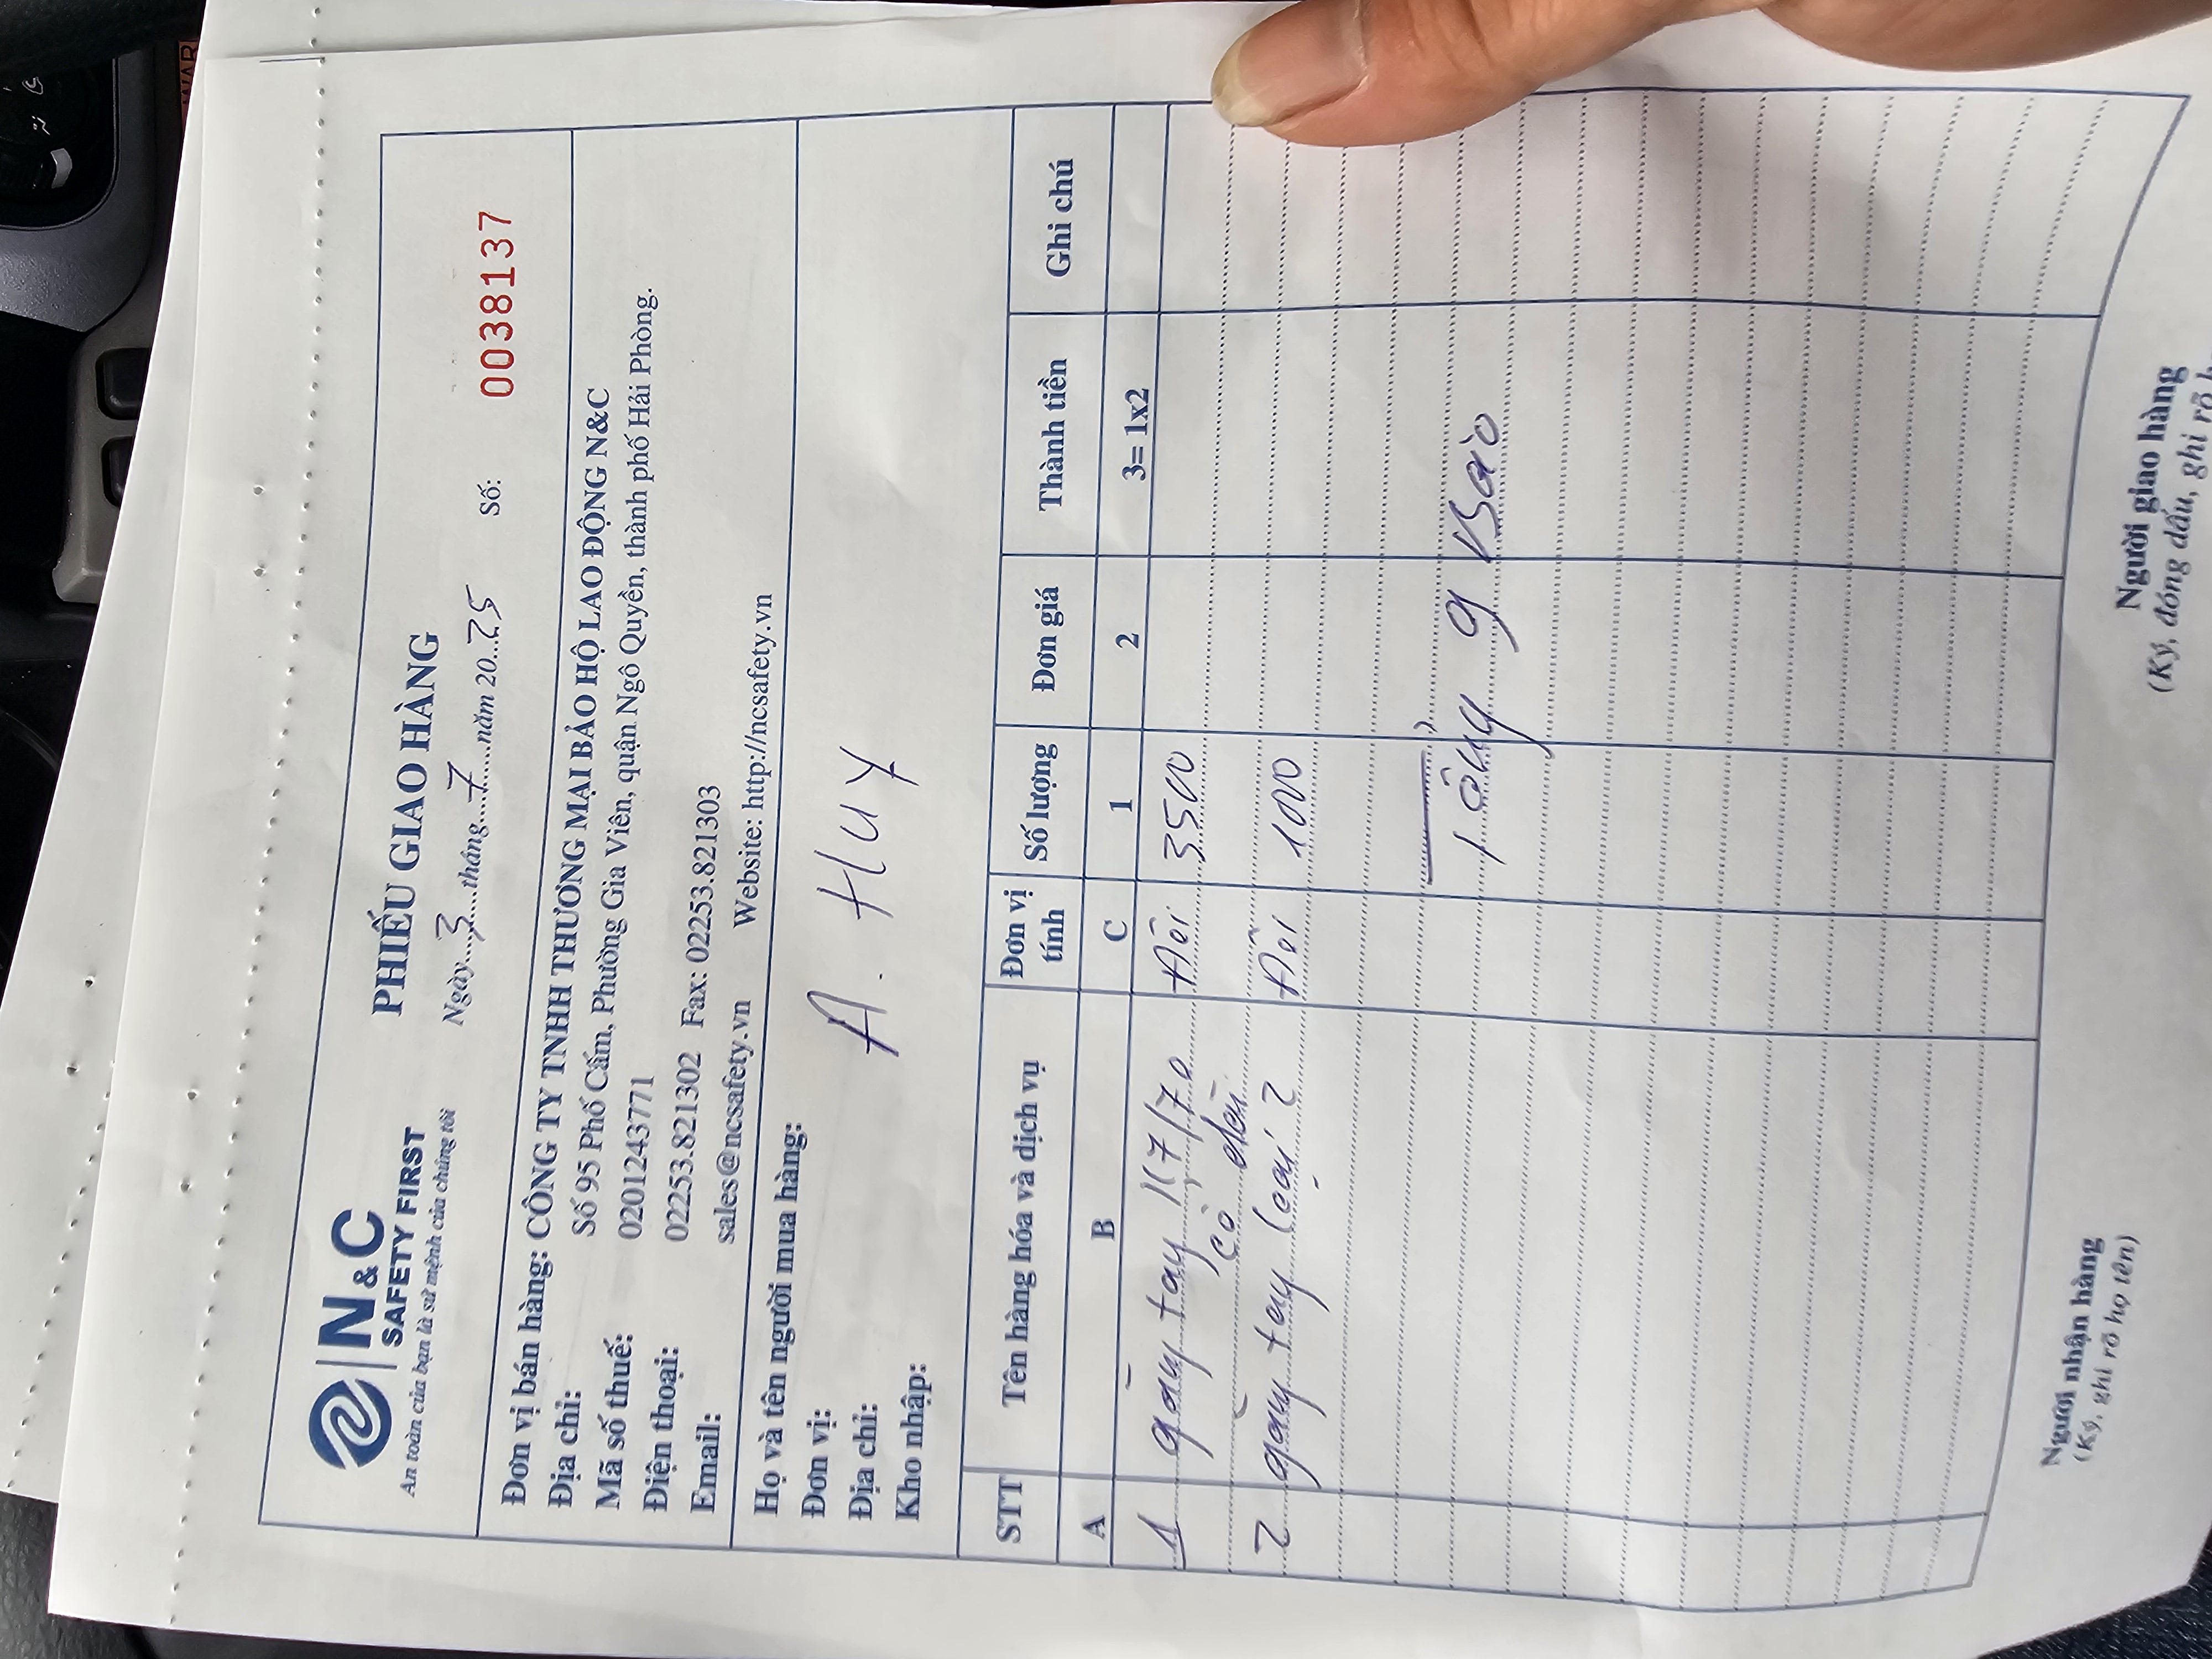 N&C
SAFETY FIRST
An toàn của bạn là sứ mệnh của chúng tôi
PHIẾU GIAO HÀNG
Ngày...3...tháng...7...năm 20...25
Số: 0038137
Đơn vị bán hàng: CÔNG TY TNHH THƯƠNG MẠI BẢO HỘ LAO ĐỘNG N&C
Địa chỉ: Số 95 Phố Cấm, Phường Gia Viên, quận Ngô Quyền, thành phố Hải Phòng.
Mã số thuế: 0201243771
Điện thoại: 02253.821302 Fax: 02253.821303
Email: sales@ncsafety.vn Website: http://ncsafety.vn
Họ và tên người mua hàng:
Đơn vị: A. Huy
Địa chỉ:
Kho nhập:
STT Tên hàng hóa và dịch vụ Đơn vị tính Số lượng Đơn giá Thành tiền Ghi chú
A B C 1 2 3= 1x2
1 găng tay K7/70 Đôi 3500
cỏ đến
2 găng tay loại 2 Đôi 1000
Tổng 9 bao
Người nhận hàng
(Ký, ghi rõ họ tên)
Người giao hàng
(Ký, đóng dấu, ghi rõ h